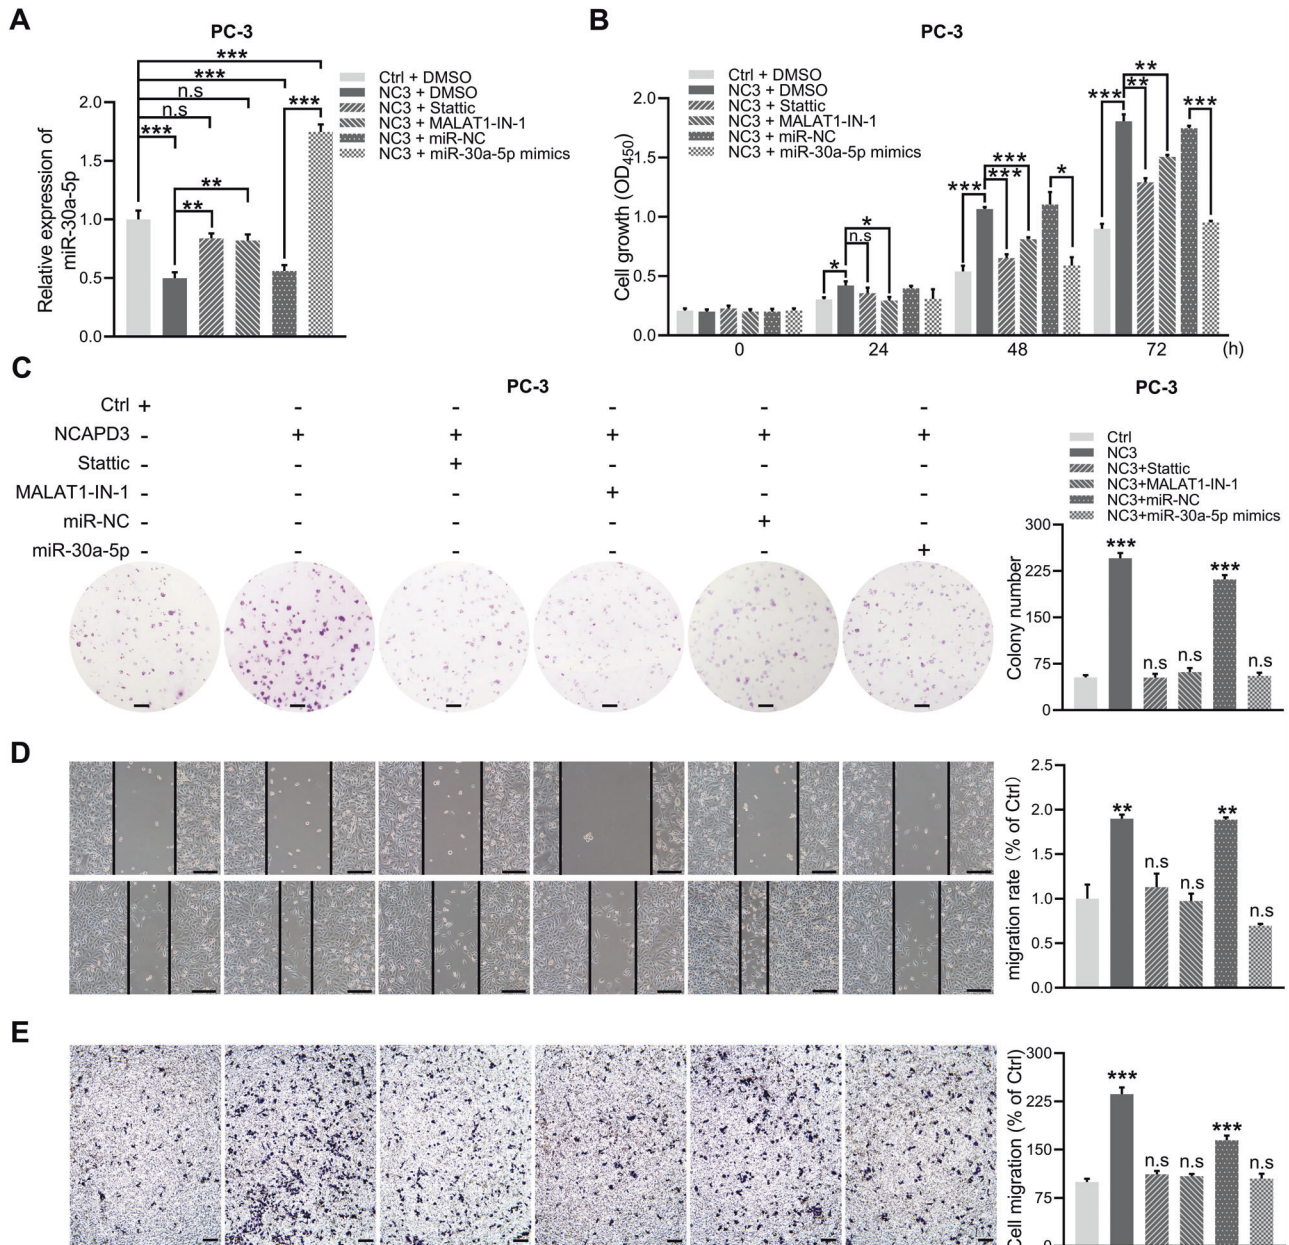 A
PC-3
Relative expression of
miR-30a-5p
2.0
1.5
1.0
0.5
0.0
***
***
n.s
n.s
***
**
**
***
Ctrl + DMSO
NC3 + DMSO
NC3 + Stattic
NC3 + MALAT1-IN-1
NC3 + miR-NC
NC3 + miR-30a-5p mimics
B
PC-3
Cell growth (OD450)
2.0
1.5
1.0
0.5
0.0
Ctrl + DMSO
NC3 + DMSO
NC3 + Stattic
NC3 + MALAT1-IN-1
NC3 + miR-NC
NC3 + miR-30a-5p mimics
*
n.s
*
***
***
***
*
***
**
**
***
0 24 48 72 (h)
C
PC-3
Ctrl + - - - - -
NCAPD3 - + + + + +
Stattic - - + - - -
MALAT1-IN-1 - - - + - -
miR-NC - - - - + -
miR-30a-5p - - - - - +
PC-3
Ctrl
NC3
NC3+Stattic
NC3+MALAT1-IN-1
NC3+miR-NC
NC3+miR-30a-5p mimics
Colony number
300
225
150
75
0
***
n.s
n.s
***
n.s
D
migration rate (% of Ctrl)
2.5
2.0
1.5
1.0
0.5
0.0
**
n.s
n.s
**
n.s
E
Cell migration (% of Ctrl)
300
225
150
75
0
***
n.s
n.s
***
n.s